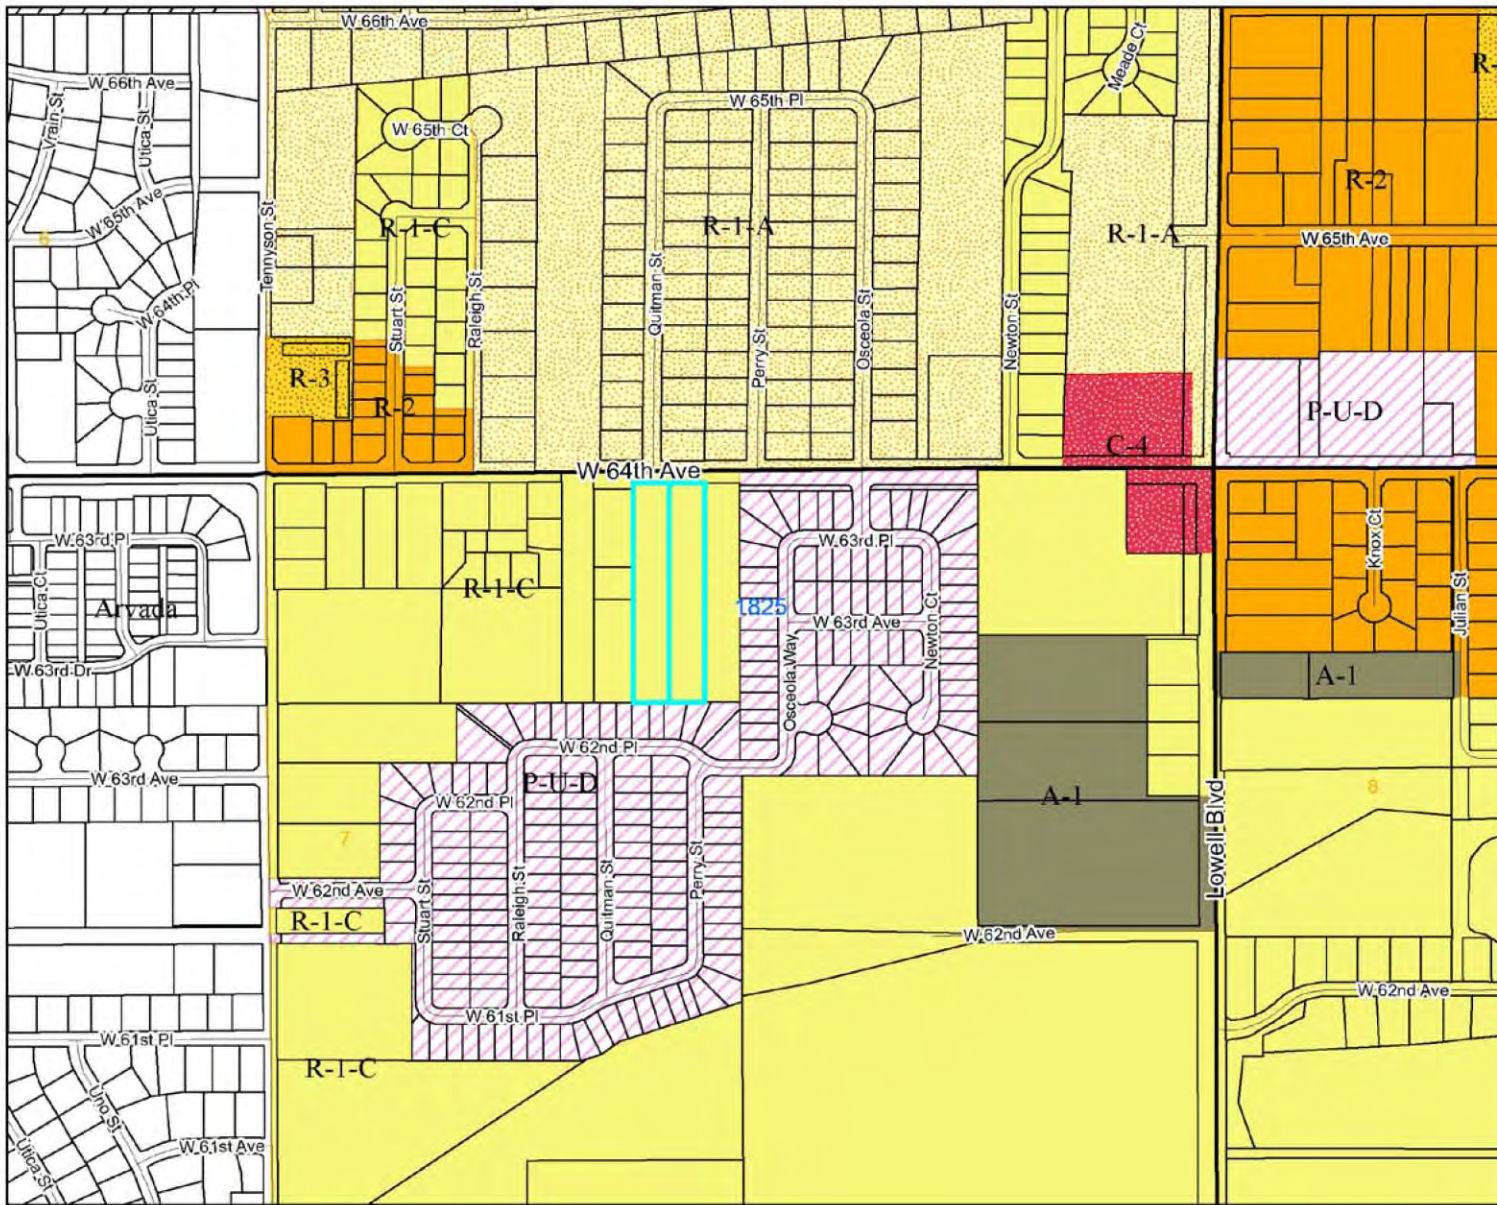 W 66th Ave
Meade Ct
W 66th Ave
R-
Vrain St
Utica St
W 65th Pl
W 65th Ct
R-2
W 65th Ave
Tennyson St
R-1-C
R-1-A
R-1-A
6
W 65th Ave
Raleigh St
Quitman St
W 64th Pl
Stuart St
Osceola St
Newton St
Perry St
R-3
R-2
Utica St
P-U-D
C-4
W 64th Ave
W 63rd Pl
W 63rd Pl
Knox Ct
Utica Ct
Arvada
R-1-C
1825
Julian St
W 63rd Ave
Newton Ct
W 63rd Dr
A-1
Osceola Way
W 62nd Pl
W 63rd Ave
P-U-D
A-1
8
W 62nd Pl
Lowell Blvd
7
W 62nd Ave
Stuart St
Raleigh St
Quitman St
Perry St
R-1-C
W 62nd Ave
W 62nd Ave
W 61st Pl
W 61st Pl
R-1-C
Uno St
W 61st Ave
Utica St